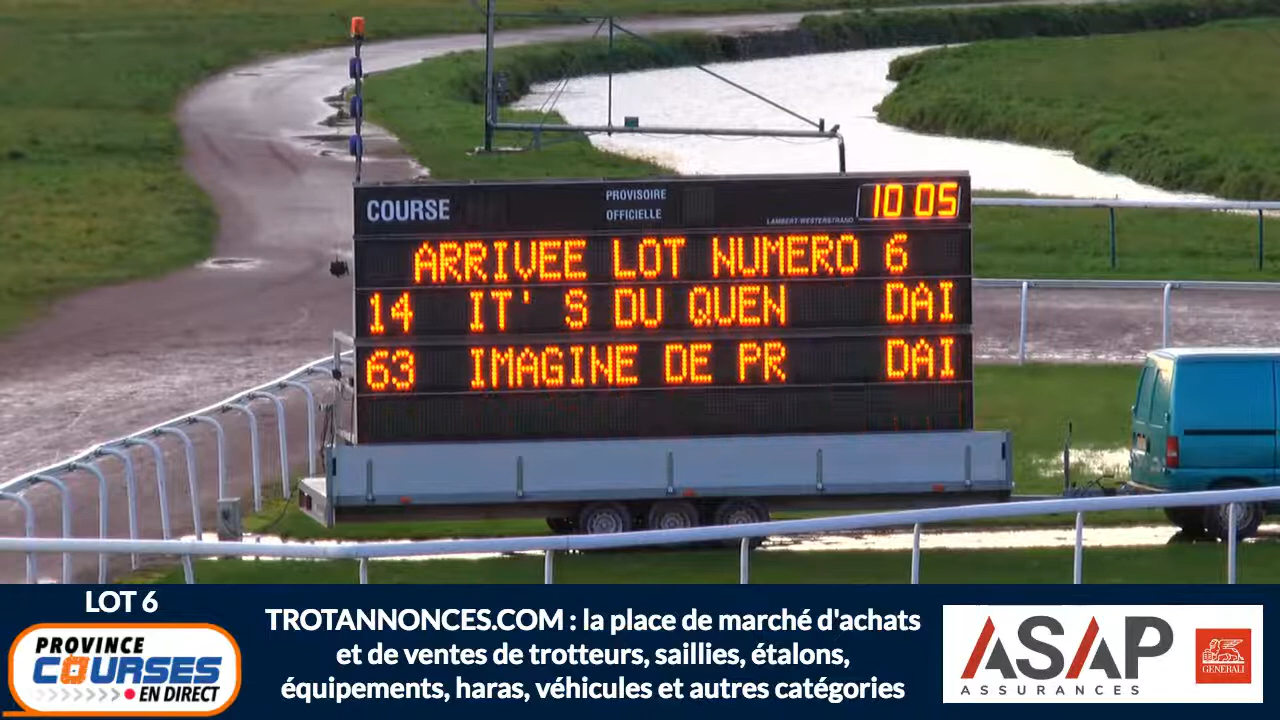 COURSE
PROVISOIRE
OFFICIELLE
LAMBERT-WESTERSTRAND
10 05
ARRIVEE LOT NUMERO 6
14 IT' S DU QUEN DAI
63 IMAGINE DE PR DAI
LOT 6
PROVINCE
COURSES
EN DIRECT
TROTANNONCES.COM : la place de marché d'achats
et de ventes de trotteurs, saillies, étalons,
équipements, haras, véhicules et autres catégories
ASAP
ASSURANCES
GENERALI